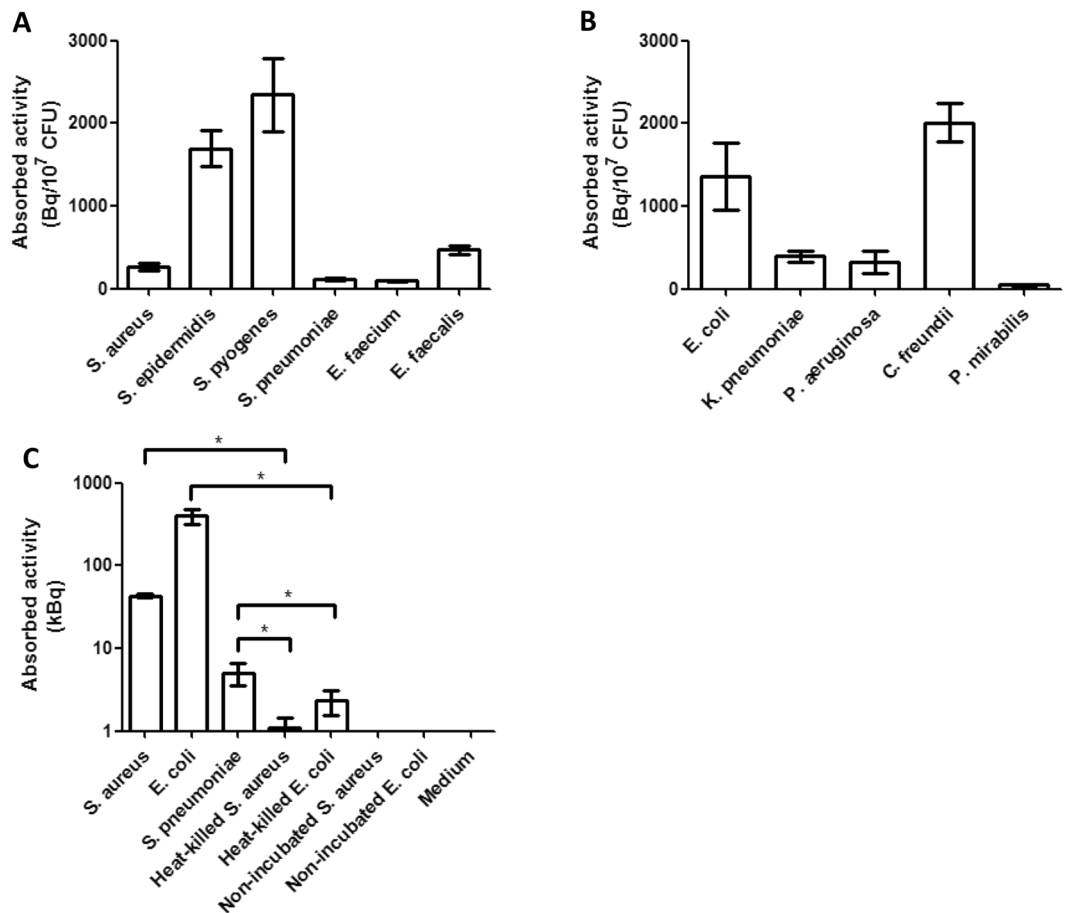 A
Absorbed activity
(Bq/10⁷ CFU)
3000
2000
1000
0
S. aureus
S. epidermidis
S. pyogenes
S. pneumoniae
E. faecium
E. faecalis
B
Absorbed activity
(Bq/10⁷ CFU)
3000
2000
1000
0
E. coli
K. pneumoniae
P. aeruginosa
C. freundii
P. mirabilis
C
Absorbed activity
(kBq)
1000
100
10
1
*
*
*
*
S. aureus
E. coli
S. pneumoniae
Heat-killed S. aureus
Heat-killed E. coli
Non-incubated S. aureus
Non-incubated E. coli
Medium